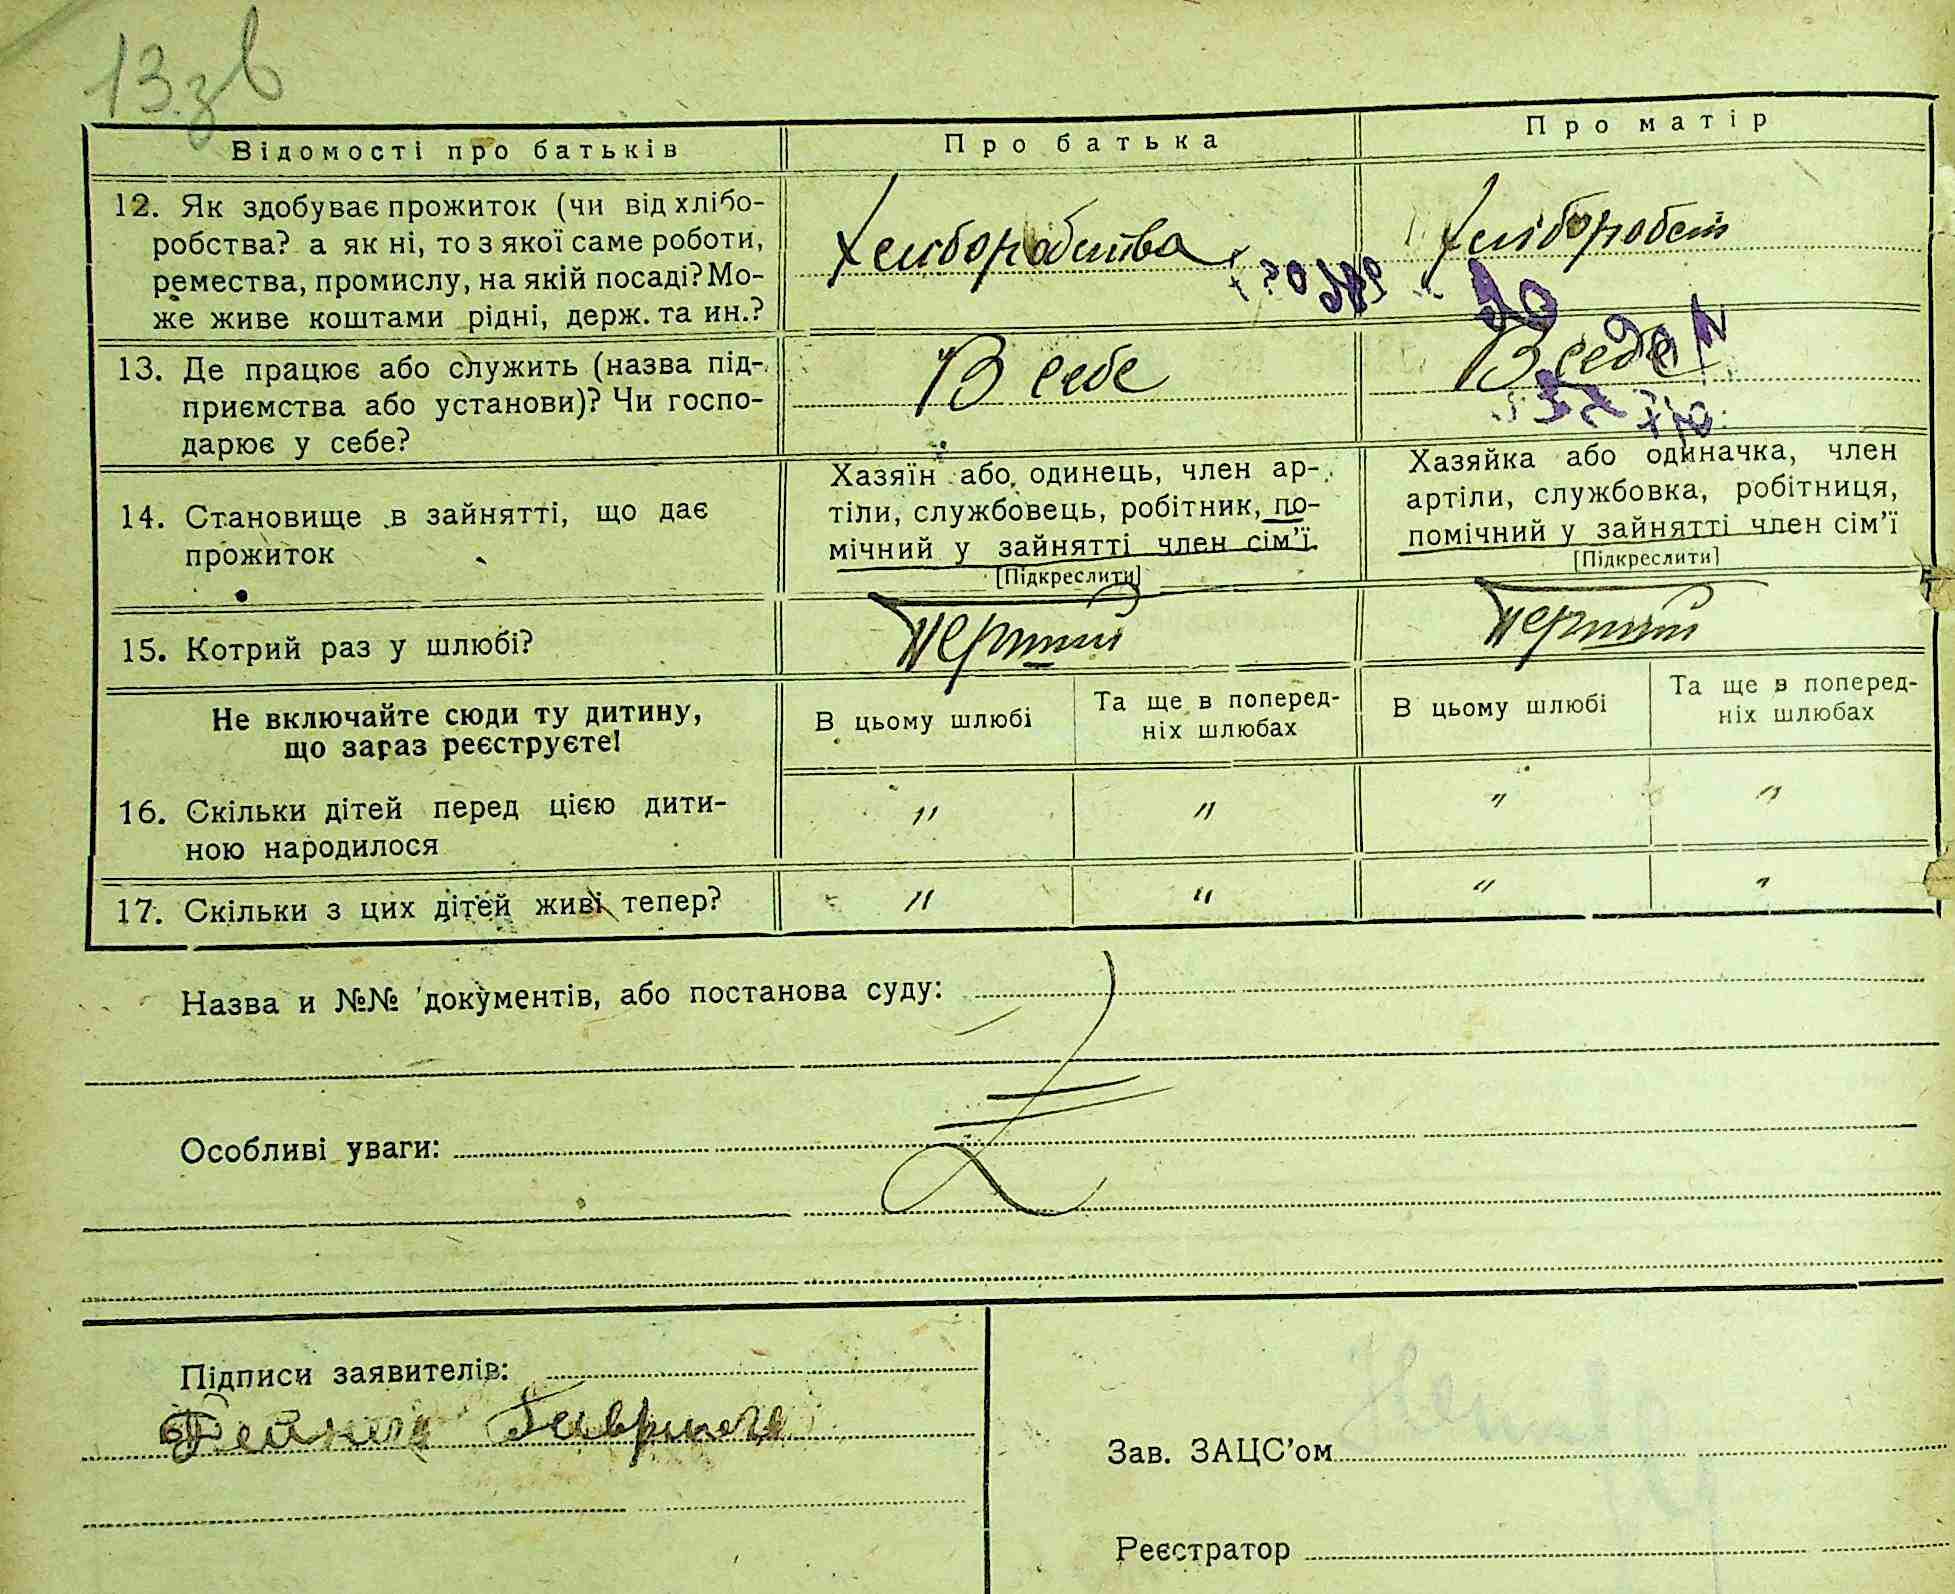 13 зв
Відомості про батьків Про батька Про матір
12. Як здобуває прожиток (чи від хлібо-
робства? а як ні, то з якої саме роботи,
ремества, промислу, на якій посаді? Мо-
же живе коштами рідні, держ. та ин.?
Хлиборобства
Хліборобст
13. Де працює або служить (назва під-
приємства або установи)? Чи госпо-
дарює у себе?
В себе
В себе
14. Становище в зайнятті, що дає
прожиток
Хазяїн або одинець, член ар-
тіли, службовець, робітник, по-
мічний у зайнятті член сім’ї
[Підкреслити]
Хазяйка або одиначка, член
артіли, службовка, робітниця,
помічний у зайнятті член сім’ї
[Підкреслити]
15. Котрий раз у шлюбі?
Перший
Перший
Не включайте сюди ту дитину,
що зараз реєструєте!
В цьому шлюбі
Та ще в поперед-
ніх шлюбах
В цьому шлюбі
Та ще в поперед-
ніх шлюбах
16. Скільки дітей перед цією дити-
ною народилося
" " " "
17. Скільки з цих дітей живі тепер?
" " " "
Назва и №№ документів, або постанова суду:
Особливі уваги:
Підписи заявителів:
Зав. ЗАЦС’ом
Реєстратор